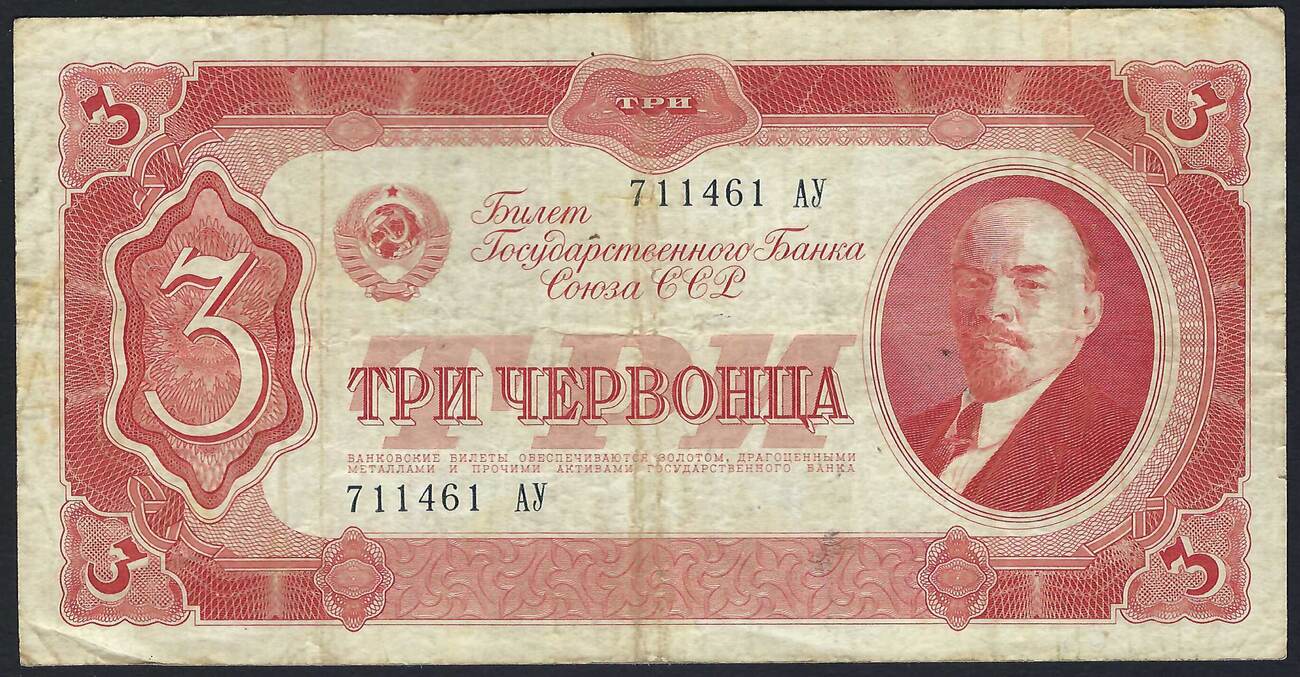 3
ТРИ
3
711461 АУ
Билет
Государственного Банка
Союза ССР
3
ТРИ
ТРИ ЧЕРВОНЦА
БАНКОВСКИЕ БИЛЕТЫ ОБЕСПЕЧИВАЮТСЯ ЗОЛОТОМ, ДРАГОЦЕННЫМИ
МЕТАЛЛАМИ И ПРОЧИМИ АКТИВАМИ ГОСУДАРСТВЕННОГО БАНКА
711461 АУ
3
3